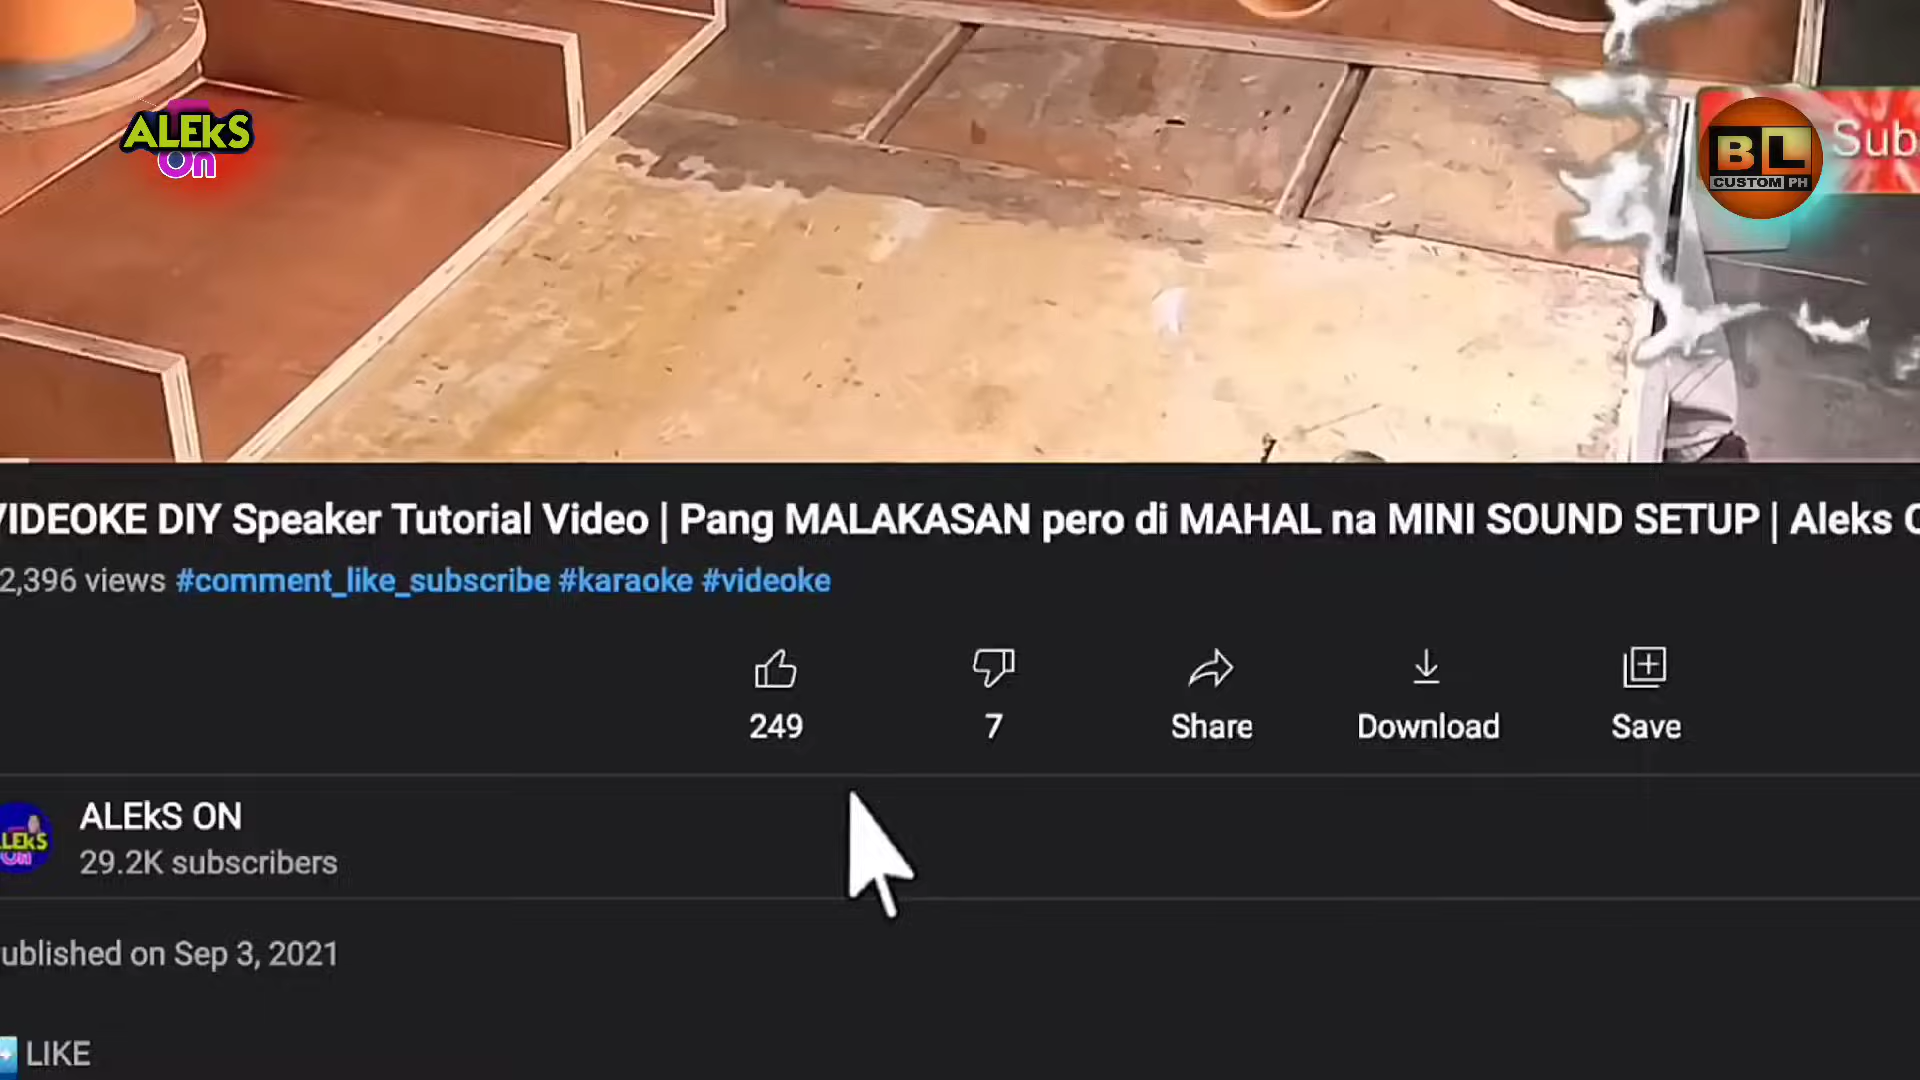 ALEkS
On
BL
CUSTOM PH
Sub
VIDEOKE DIY Speaker Tutorial Video | Pang MALAKASAN pero di MAHAL na MINI SOUND SETUP | Aleks O
2,396 views #comment_like_subscribe #karaoke #videoke
249
7
Share
Download
Save
ALEkS ON
29.2K subscribers
ublished on Sep 3, 2021
LIKE